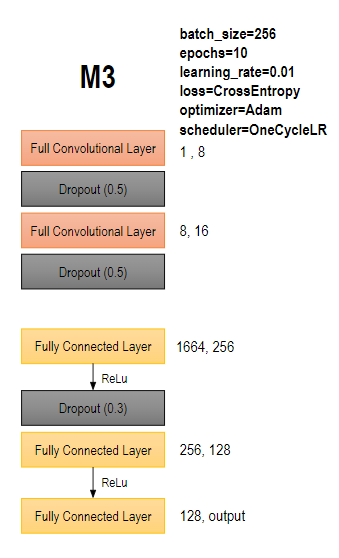 M3
batch_size=256
epochs=10
learning_rate=0.01
loss=CrossEntropy
optimizer=Adam
scheduler=OneCycleLR
Full Convolutional Layer
1 , 8
Dropout (0.5)
Full Convolutional Layer
8, 16
Dropout (0.5)
Fully Connected Layer
1664, 256
ReLu
Dropout (0.3)
Fully Connected Layer
256, 128
ReLu
Fully Connected Layer
128, output